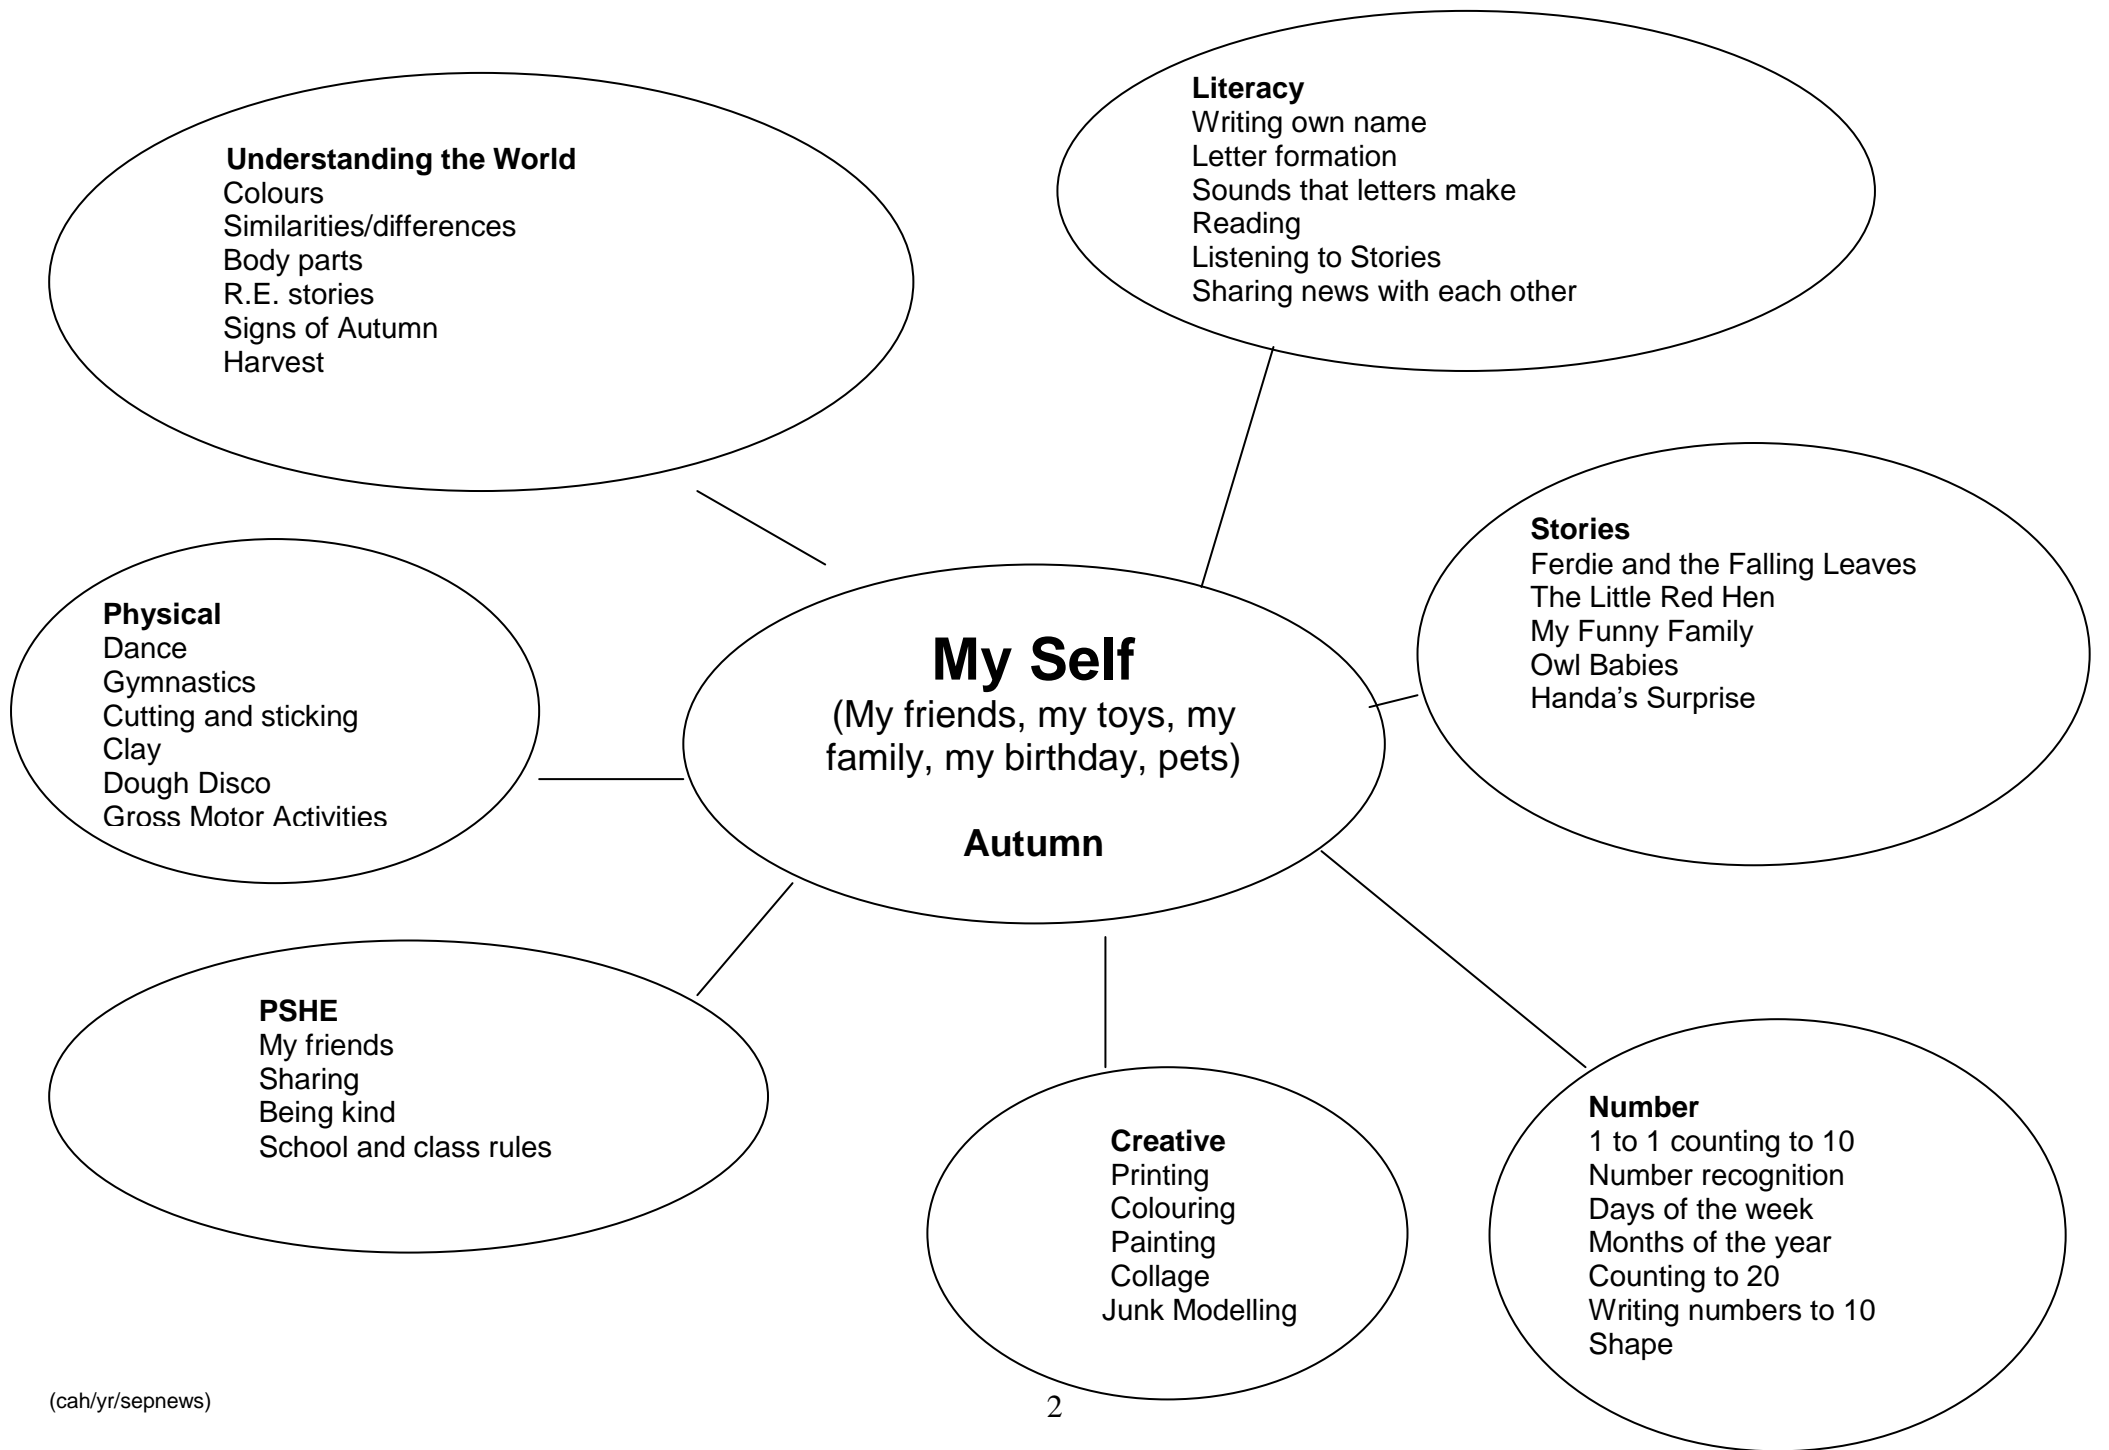 Understanding the World
Colours
Similarities/differences
Body parts
R.E. stories
Signs of Autumn
Harvest
Literacy
Writing own name
Letter formation
Sounds that letters make
Reading
Listening to Stories
Sharing news with each other
Physical
Dance
Gymnastics
Cutting and sticking
Clay
Dough Disco
Gross Motor Activities
My Self
(My friends, my toys, my
family, my birthday, pets)
Autumn
Stories
Ferdie and the Falling Leaves
The Little Red Hen
My Funny Family
Owl Babies
Handa's Surprise
PSHE
My friends
Sharing
Being kind
School and class rules
Creative
Printing
Colouring
Painting
Collage
Junk Modelling
Number
1 to 1 counting to 10
Number recognition
Days of the week
Months of the year
Counting to 20
Writing numbers to 10
Shape
(cah/yr/sepnews)
2